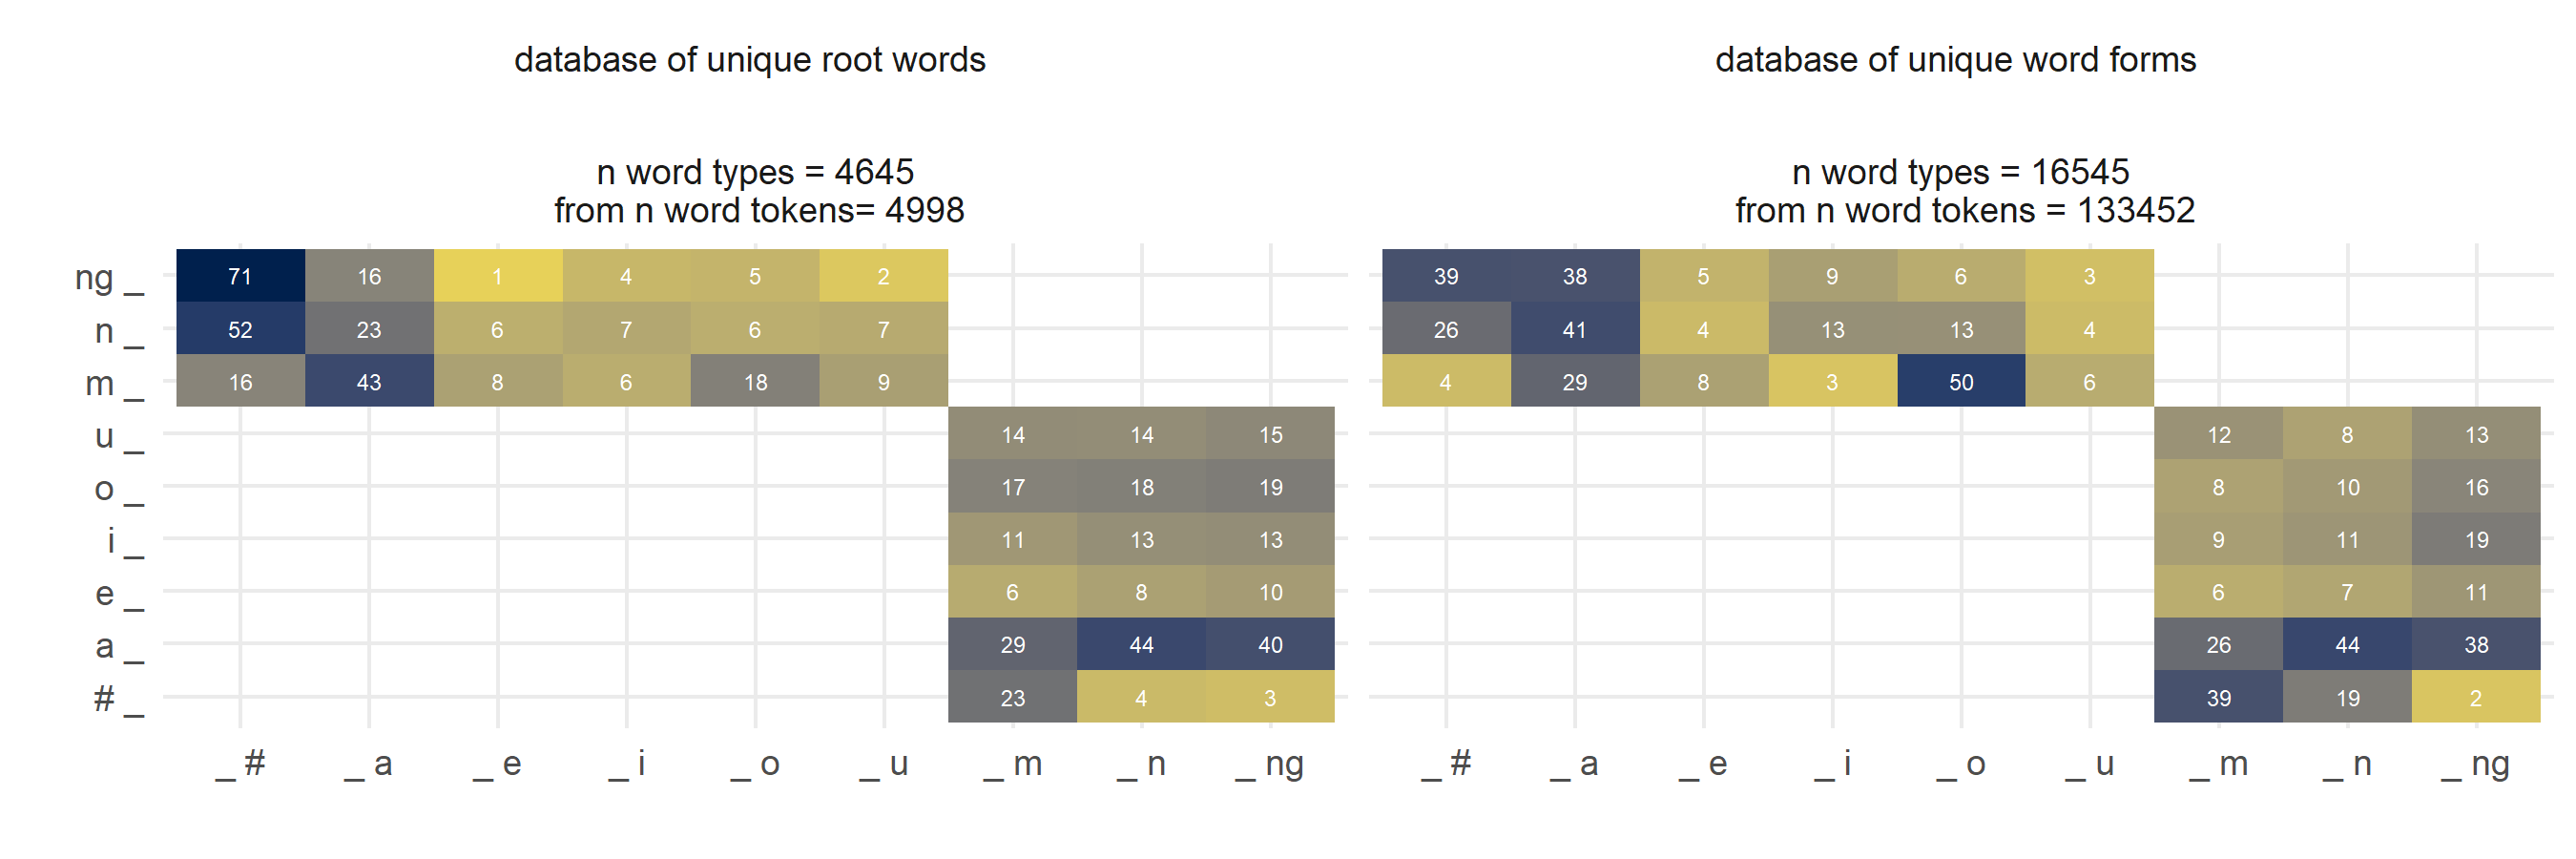 database of unique root words
database of unique word forms
n word types = 4645
from n word tokens= 4998
n word types = 16545
from n word tokens = 133452
ng _ 71 16 1 4 5 2 39 38 5 9 6 3
n _ 52 23 6 7 6 7 26 41 4 13 13 4
m _ 16 43 8 6 18 9 4 29 8 3 50 6
u _ 14 14 15 12 8 13
o _ 17 18 19 8 10 16
i _ 11 13 13 9 11 19
e _ 6 8 10 6 7 11
a _ 29 44 40 26 44 38
# _ 23 4 3 39 19 2
_ # _ a _ e _ i _ o _ u _ m _ n _ ng _ # _ a _ e _ i _ o _ u _ m _ n _ ng